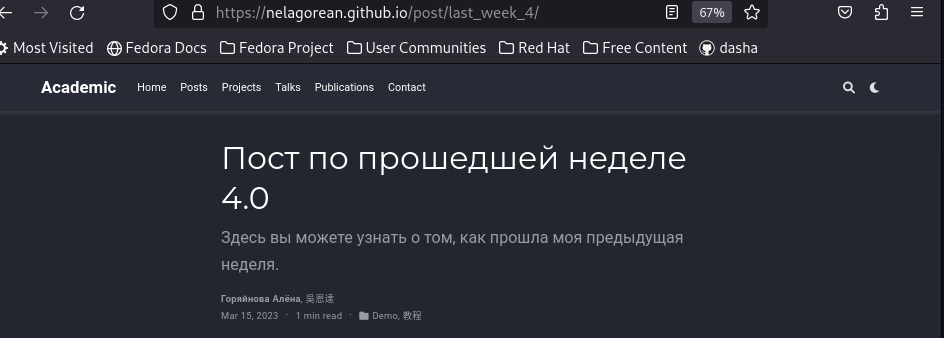 https://nelagorean.github.io/post/last_week_4/ 67%
Most Visited Fedora Docs Fedora Project User Communities Red Hat Free Content dasha
Academic Home Posts Projects Talks Publications Contact
Пост по прошедшей неделе
4.0
Здесь вы можете узнать о том, как прошла моя предыдущая
неделя.
Горяйнова Алёна, 吳恩達
Mar 15, 2023 · 1 min read · Demo, 教程